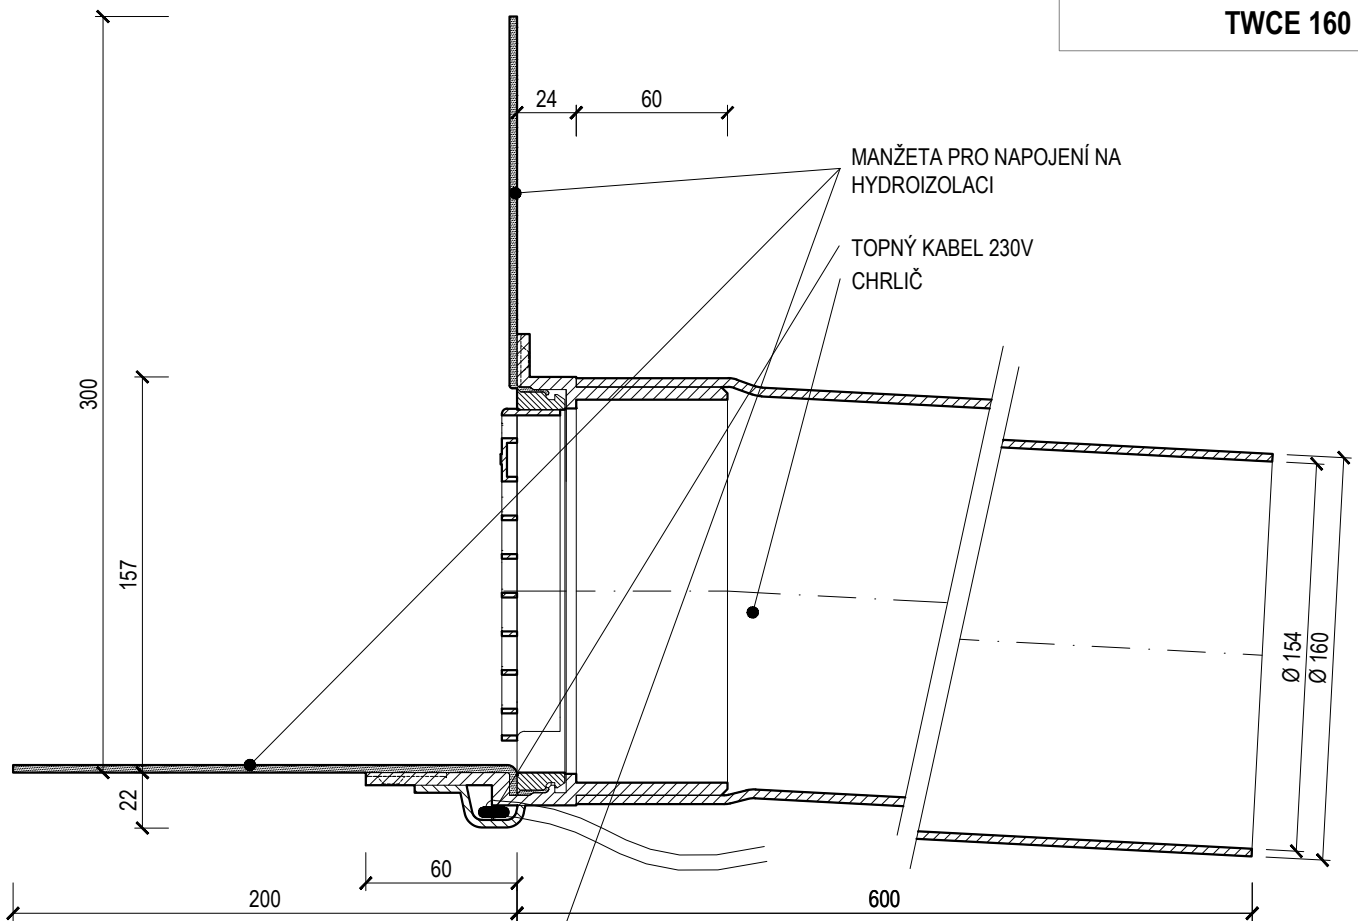 TWCE 160
24
60
MANŽETA PRO NAPOJENÍ NA
HYDROIZOLACI
TOPNÝ KABEL 230V
CHRLIČ
300
157
22
Ø 154
Ø 160
60
200
600